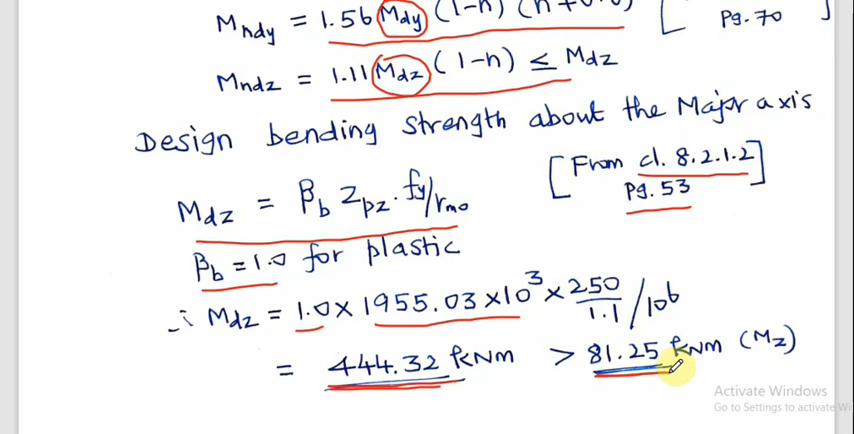 Mndy = 1.56 Mdy (1-n) (n+0.6) [ Pg. 70 ]
Mndz = 1.11 Mdz (1-n) ≤ Mdz
Design bending strength about the Major axis
Mdz = βb Zpz . fy/rmo [From cl. 8.2.1.2] Pg. 53
βb = 1.0 for plastic
∴ Mdz = 1.0 × 1955.03 × 10³ × 250/1.1 / 10⁶
= 444.32 kNm > 81.25 kNm (Mz)
Activate Windows
Go to Settings to activate W